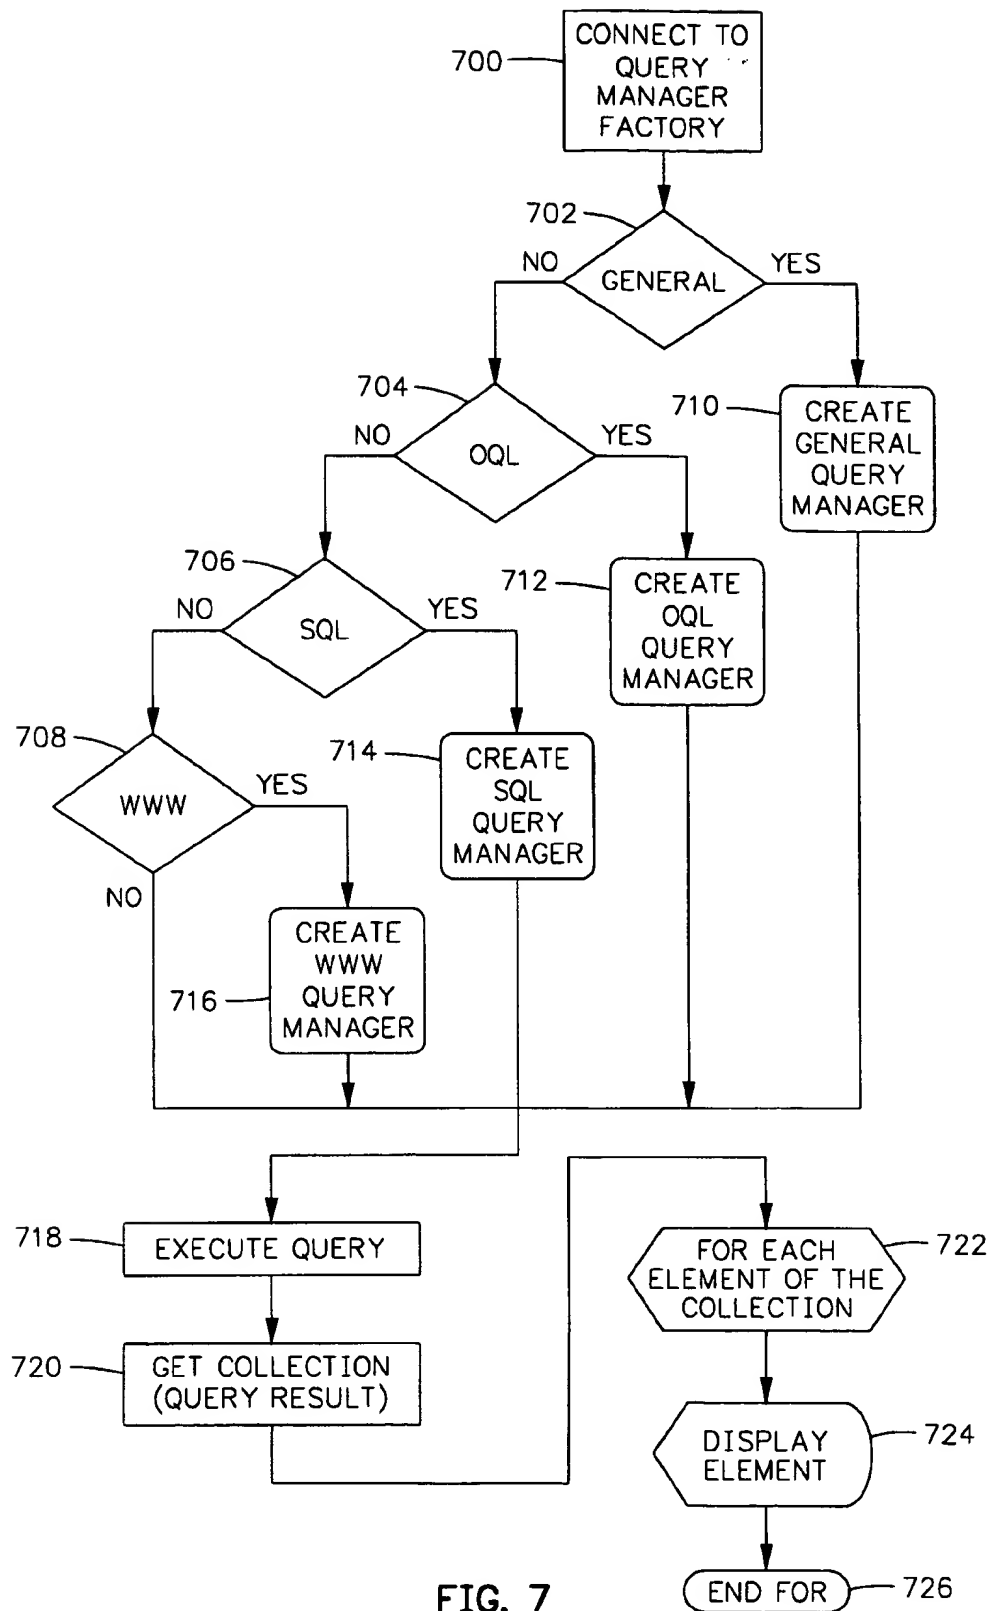 CONNECT TO
QUERY
MANAGER
FACTORY
700
702
NO
GENERAL
YES
704
NO
OQL
YES
710
CREATE
GENERAL
QUERY
MANAGER
706
NO
SQL
YES
712
CREATE
OQL
QUERY
MANAGER
708
WWW
YES
NO
714
CREATE
SQL
QUERY
MANAGER
716
CREATE
WWW
QUERY
MANAGER
718
EXECUTE QUERY
720
GET COLLECTION
(QUERY RESULT)
FOR EACH
ELEMENT OF THE
COLLECTION
722
DISPLAY
ELEMENT
724
END FOR
726
FIG. 7